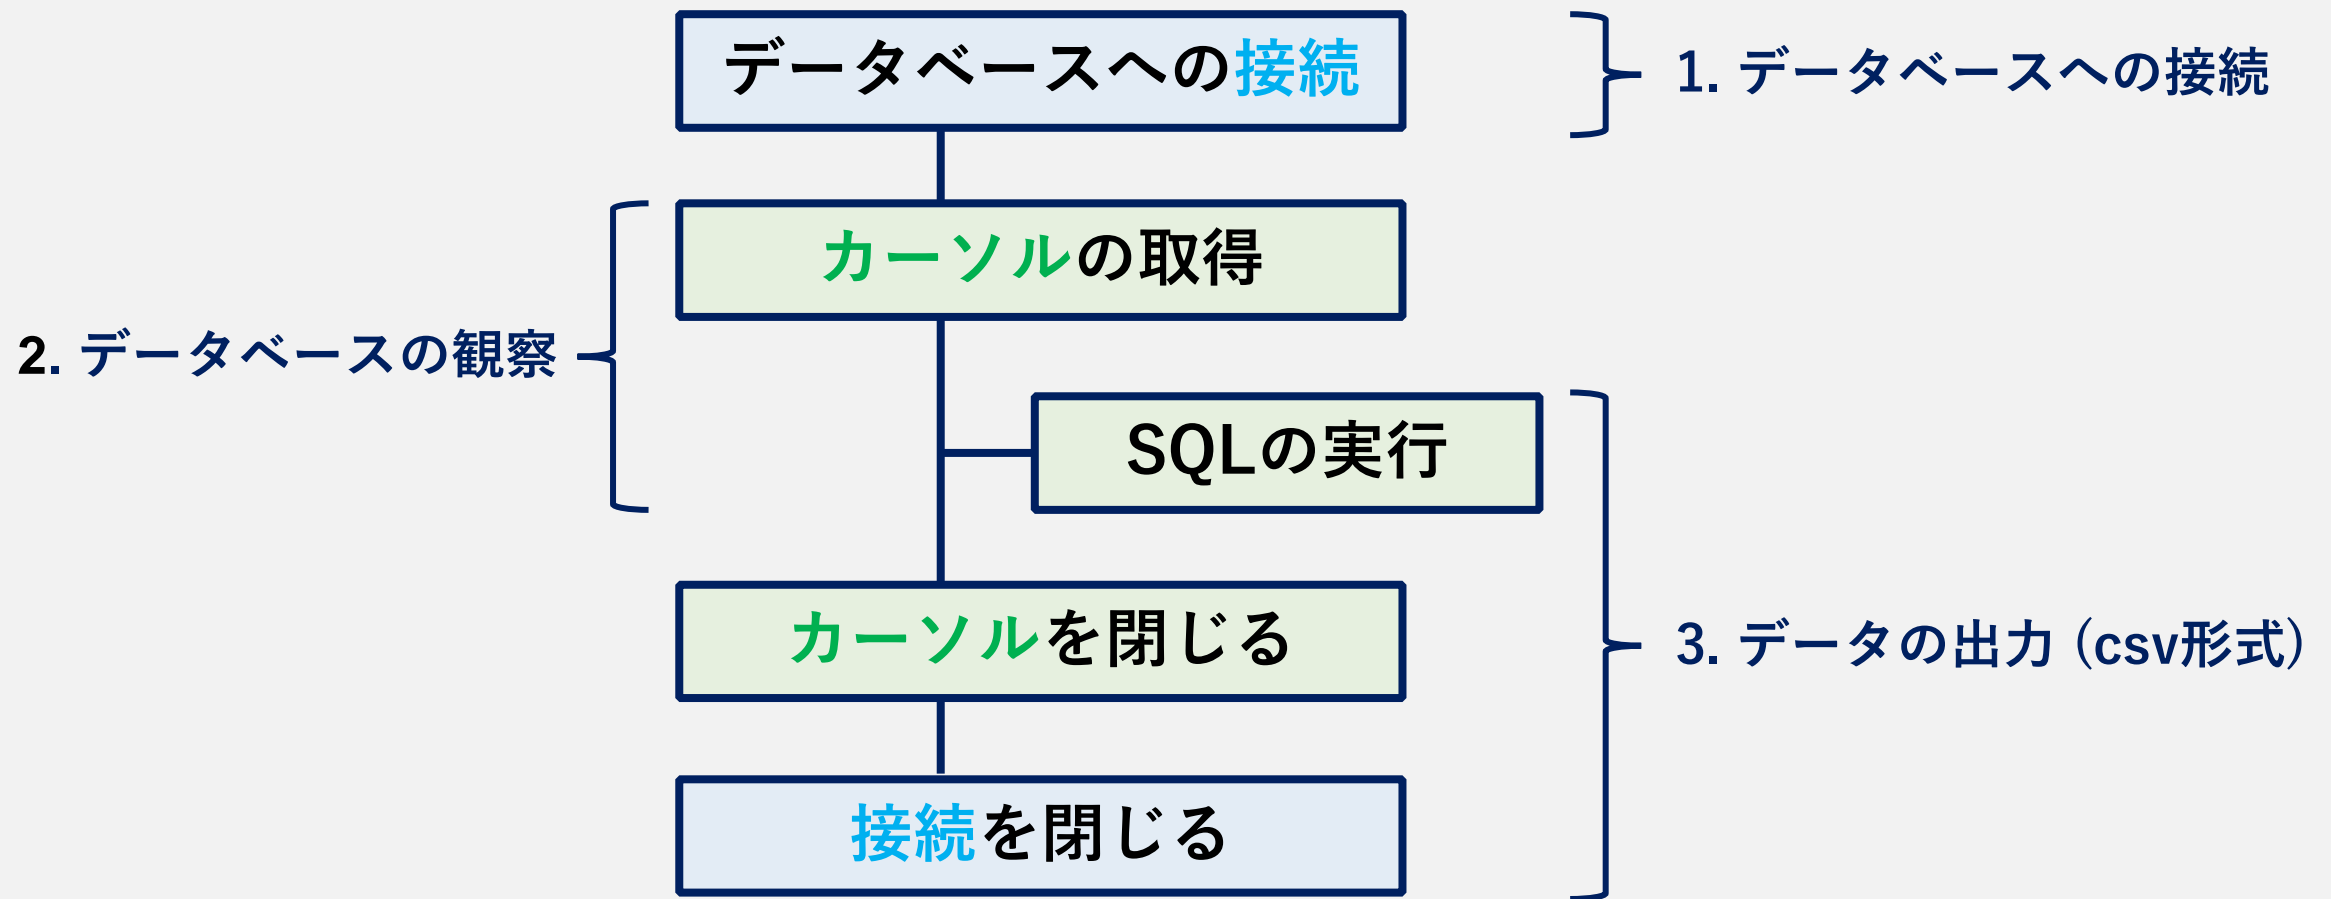 データベースへの接続
1. データベースへの接続
カーソルの取得
2. データベースの観察
SQLの実行
カーソルを閉じる
3. データの出力（csv形式）
接続を閉じる